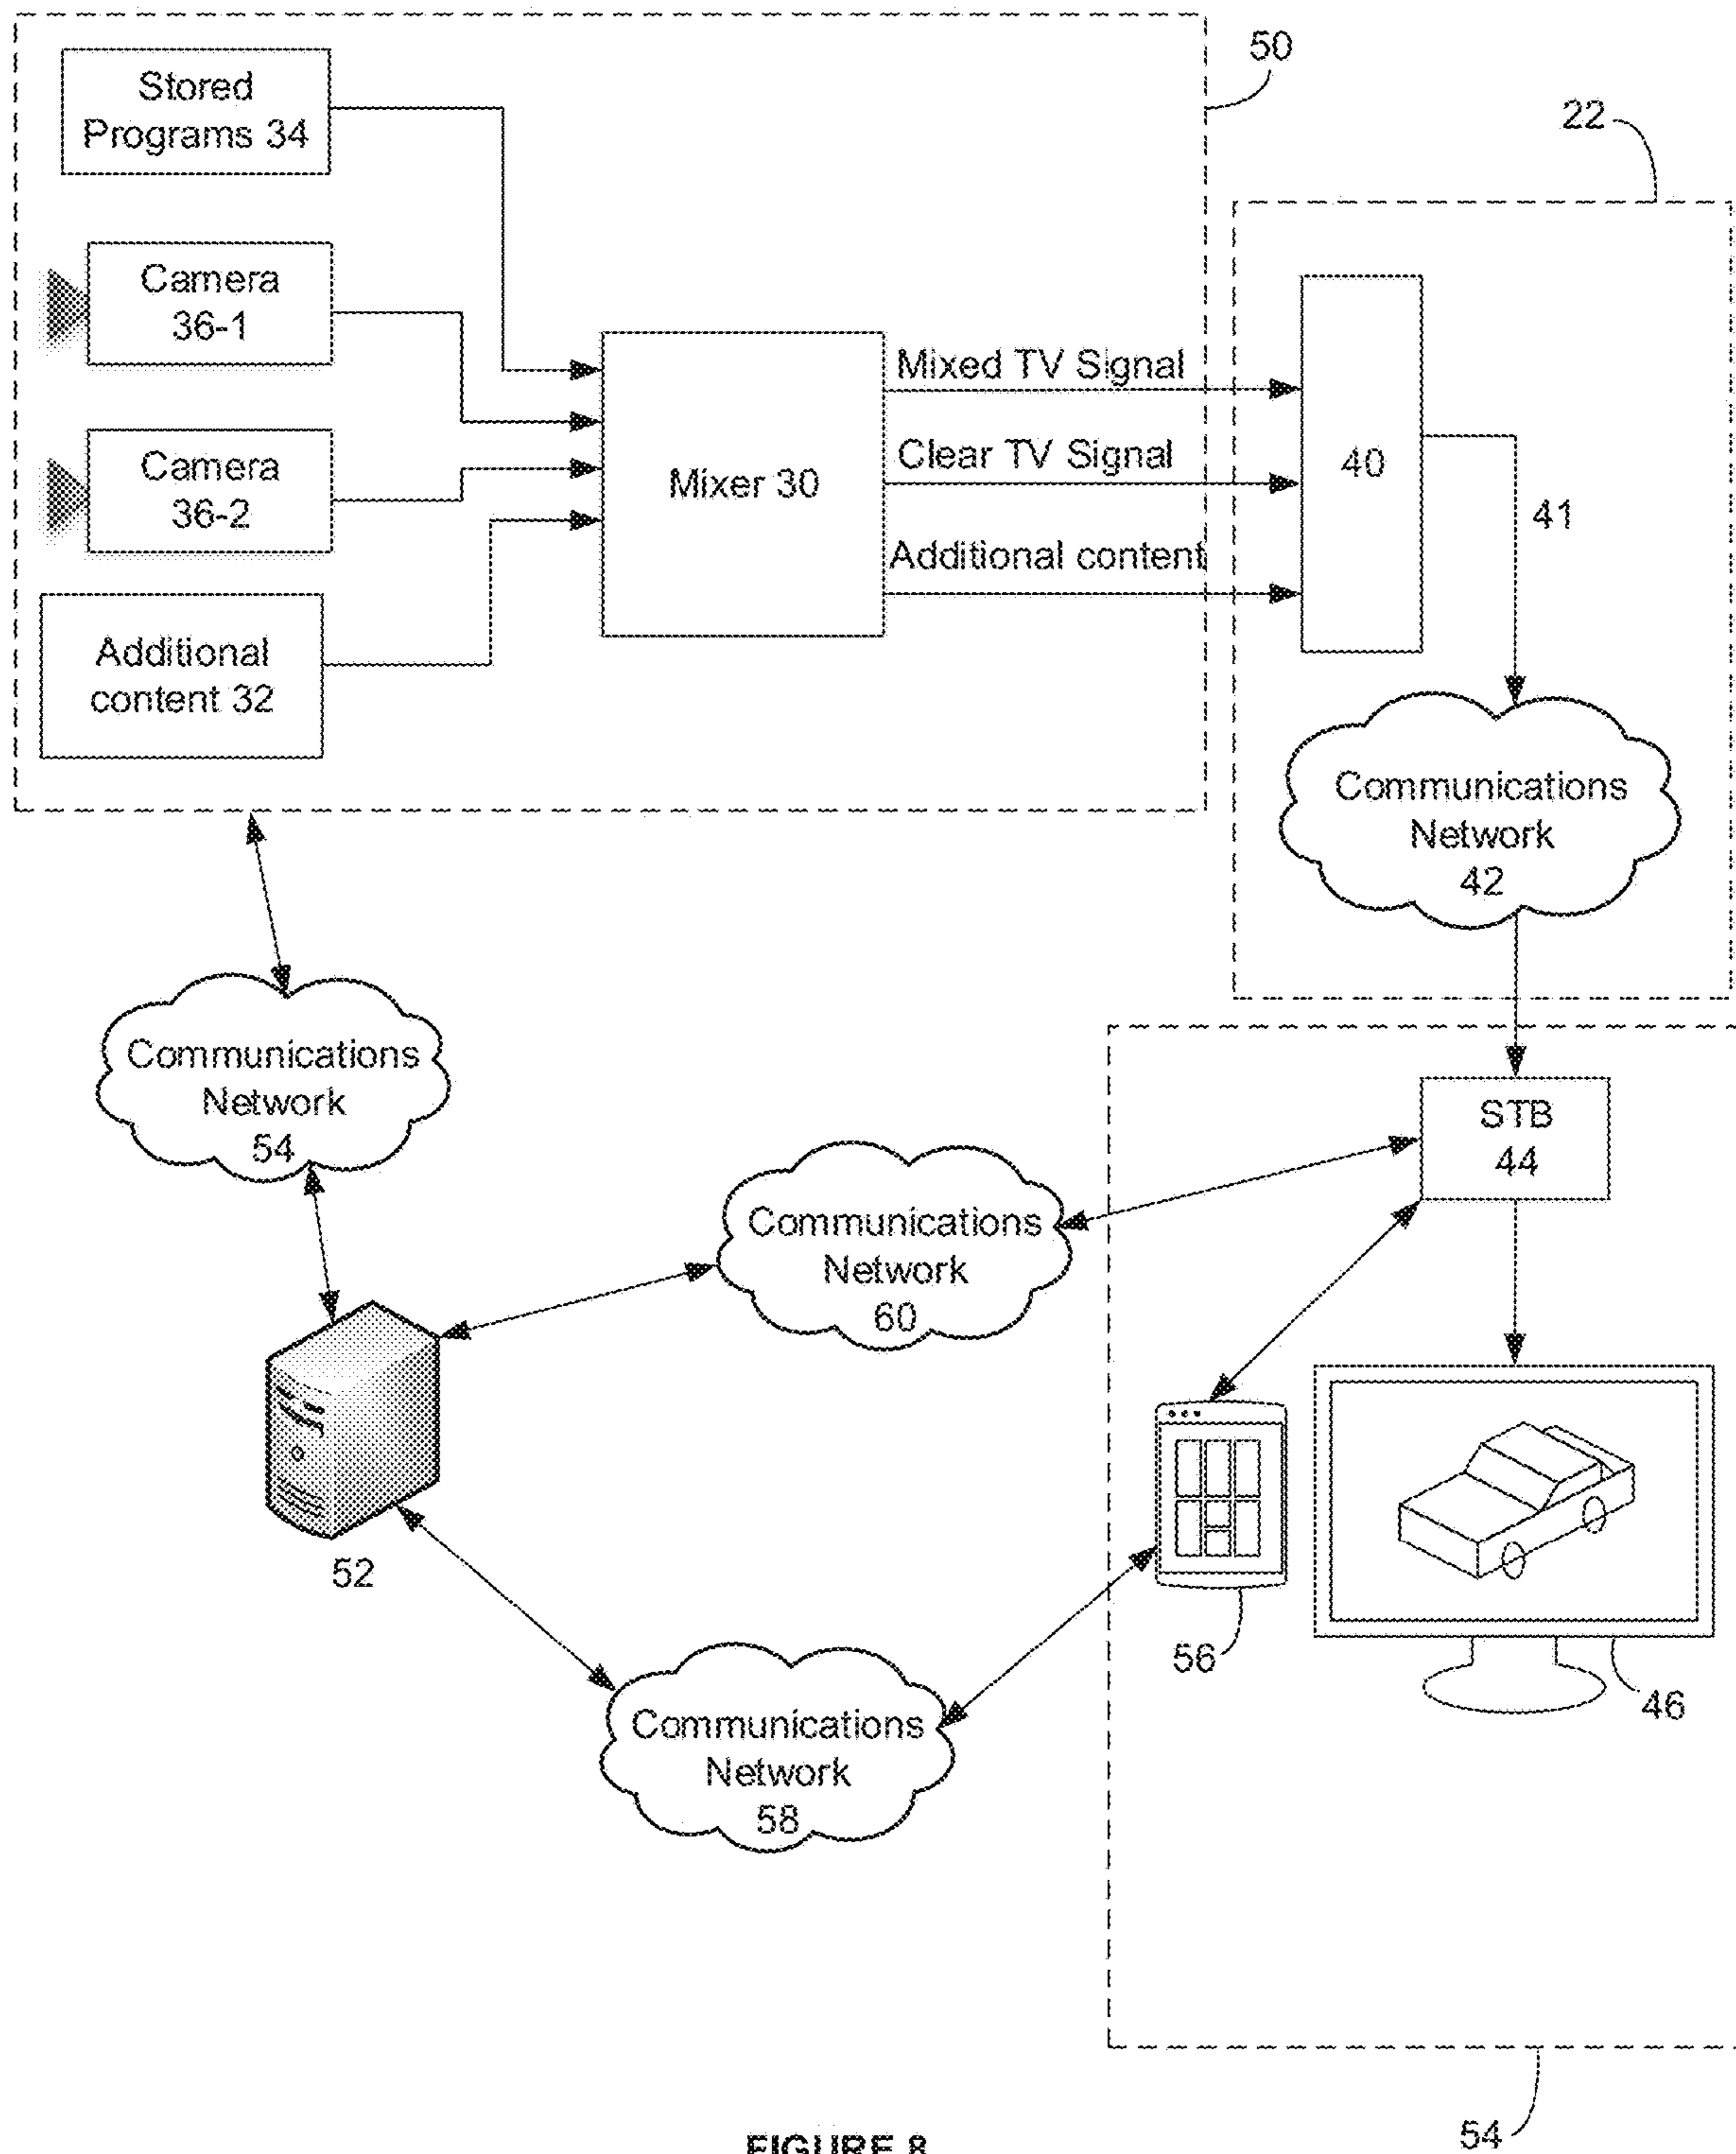 50
22
Stored
Programs 34
Camera
36-1
Camera
36-2
Additional
content 32
Mixer 30
Mixed TV Signal
Clear TV Signal
Additional content
40
41
Communications
Network
42
Communications
Network
54
Communications
Network
60
STB
44
52
56
46
Communications
Network
58
54
FIGURE 8